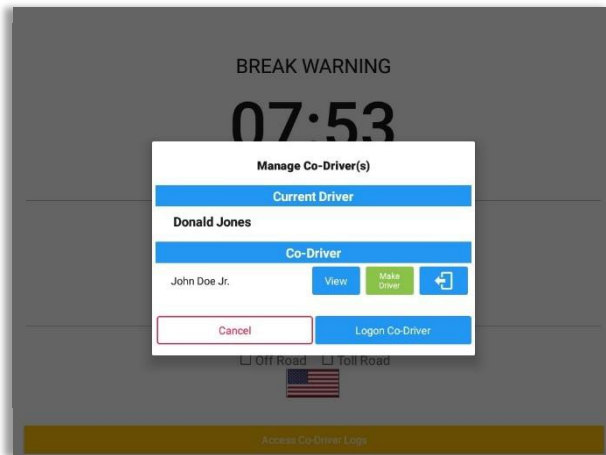 BREAK WARNING
07:53
Manage Co-Driver(s)
Current Driver
Donald Jones
Co-Driver
John Doe Jr.
View
Make
Driver
Cancel
Logon Co-Driver
Off Road
Toll Road
Access Co-Driver Logs